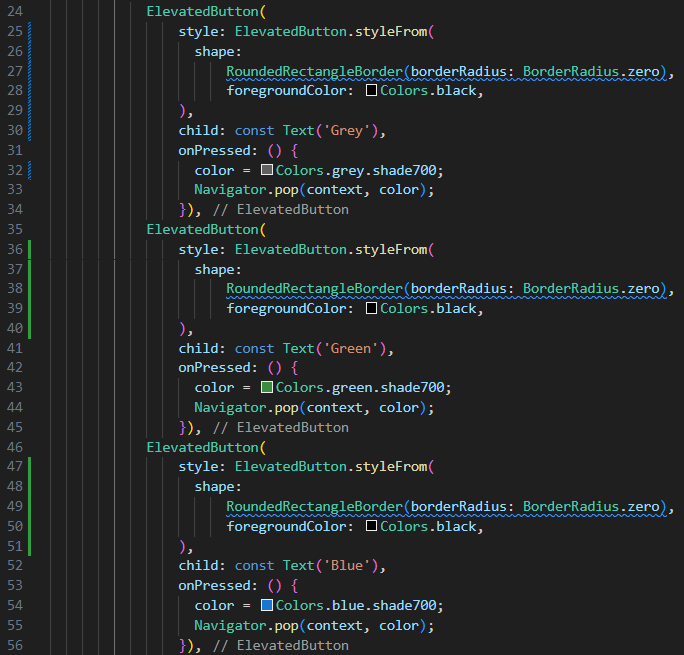 24 ElevatedButton(
25 style: ElevatedButton.styleFrom(
26 shape:
27 RoundedRectangleBorder(borderRadius: BorderRadius.zero),
28 foregroundColor: Colors.black,
29 ),
30 child: const Text('Grey'),
31 onPressed: () {
32 color = Colors.grey.shade700;
33 Navigator.pop(context, color);
34 }), // ElevatedButton
35 ElevatedButton(
36 style: ElevatedButton.styleFrom(
37 shape:
38 RoundedRectangleBorder(borderRadius: BorderRadius.zero),
39 foregroundColor: Colors.black,
40 ),
41 child: const Text('Green'),
42 onPressed: () {
43 color = Colors.green.shade700;
44 Navigator.pop(context, color);
45 }), // ElevatedButton
46 ElevatedButton(
47 style: ElevatedButton.styleFrom(
48 shape:
49 RoundedRectangleBorder(borderRadius: BorderRadius.zero),
50 foregroundColor: Colors.black,
51 ),
52 child: const Text('Blue'),
53 onPressed: () {
54 color = Colors.blue.shade700;
55 Navigator.pop(context, color);
56 }), // ElevatedButton